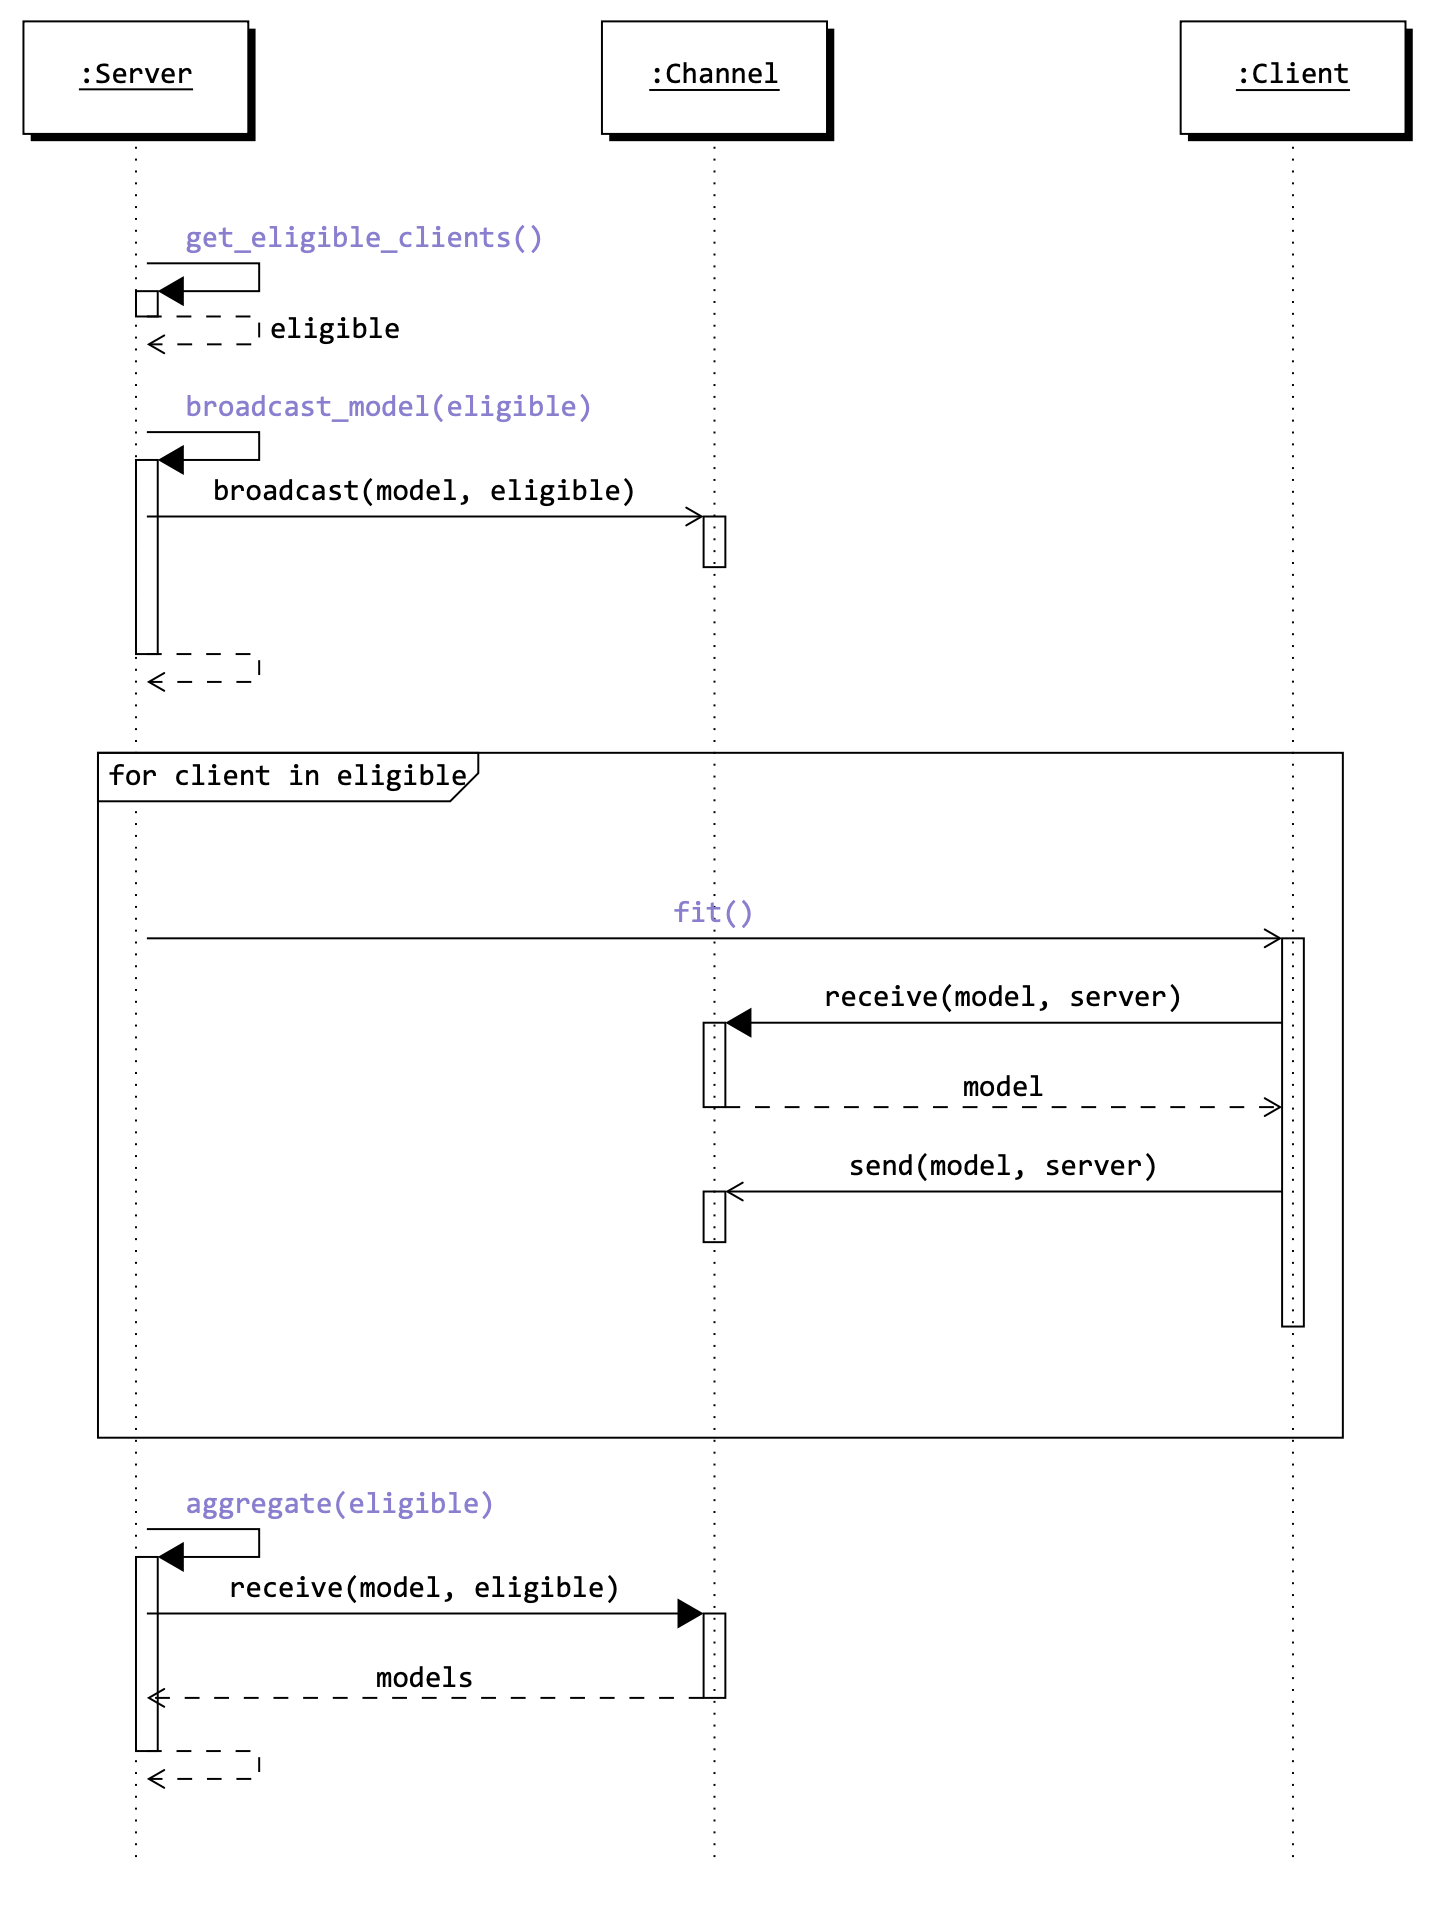 :Server
:Channel
:Client
get_eligible_clients()
eligible
broadcast_model(eligible)
broadcast(model, eligible)
for client in eligible
fit()
receive(model, server)
model
send(model, server)
aggregate(eligible)
receive(model, eligible)
models